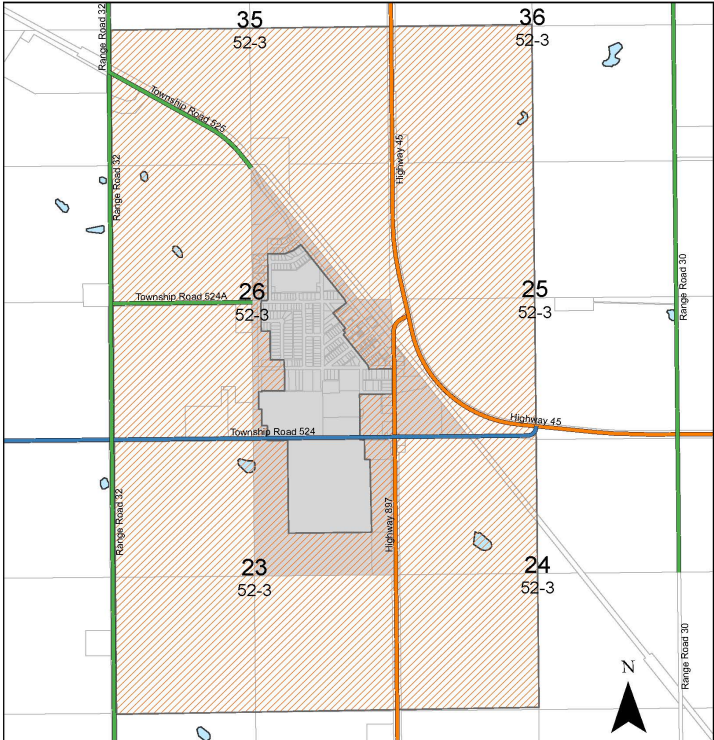 Range Road 32
35
52-3
36
52-3
Township Road 525
Highway 45
Range Road 32
Range Road 30
Township Road 524A
26
52-3
25
52-3
Highway 45
Township Road 524
Range Road 32
Highway 897
23
52-3
24
52-3
Range Road 30
N